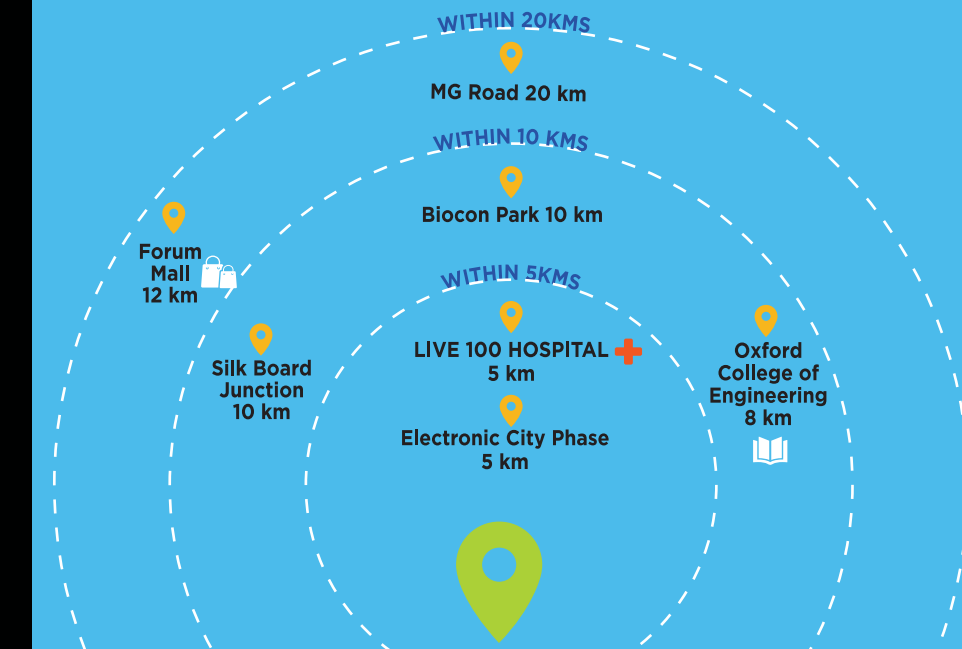 WITHIN 20KMS
MG Road 20 km
WITHIN 10 KMS
Biocon Park 10 km
Forum
Mall
12 km
WITHIN 5KMS
LIVE 100 HOSPITAL
5 km
Silk Board
Junction
10 km
Oxford
College of
Engineering
8 km
Electronic City Phase
5 km